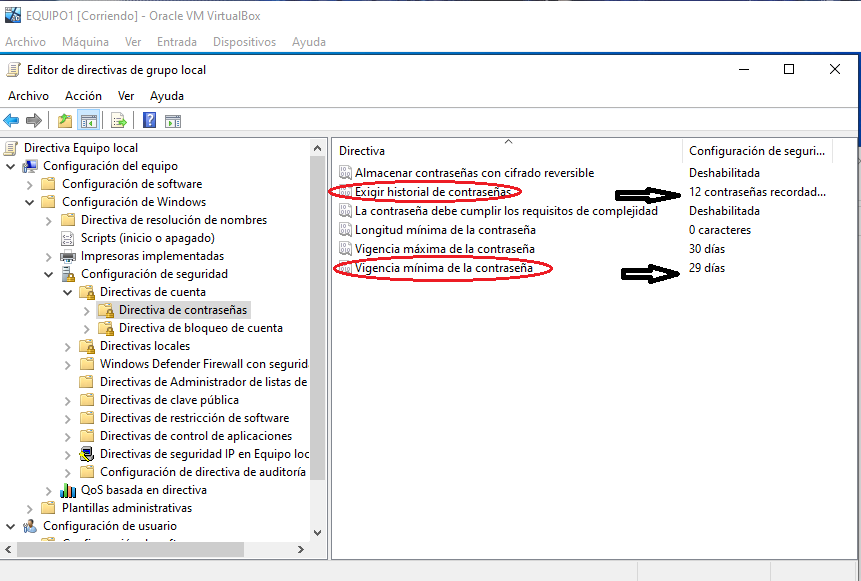 EQUIPO1 [Corriendo] - Oracle VM VirtualBox
Archivo Máquina Ver Entrada Dispositivos Ayuda
Editor de directivas de grupo local
Archivo Acción Ver Ayuda
Directiva Equipo local
Configuración del equipo
Configuración de software
Configuración de Windows
Directiva de resolución de nombres
Scripts (inicio o apagado)
Impresoras implementadas
Configuración de seguridad
Directivas de cuenta
Directiva de contraseñas
Directiva de bloqueo de cuenta
Directivas locales
Windows Defender Firewall con segurida
Directivas de Administrador de listas de
Directivas de clave pública
Directivas de restricción de software
Directivas de control de aplicaciones
Directivas de seguridad IP en Equipo loc
Configuración de directiva de auditoría
QoS basada en directiva
Plantillas administrativas
Configuración de usuario
Directiva Configuración de seguri...
Almacenar contraseñas con cifrado reversible Deshabilitada
Exigir historial de contraseñas 12 contraseñas recordad...
La contraseña debe cumplir los requisitos de complejidad Deshabilitada
Longitud mínima de la contraseña 0 caracteres
Vigencia máxima de la contraseña 30 días
Vigencia mínima de la contraseña 29 días